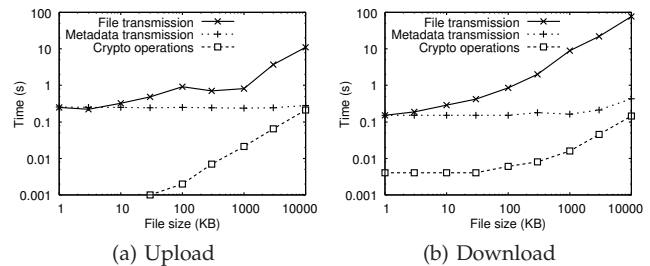 100
10
1
0.1
0.01
0.001
Time (s)
File transmission
Metadata transmission
Crypto operations
1 10 100 1000 10000
File size (KB)
(a) Upload
100
10
1
0.1
0.01
0.001
Time (s)
File transmission
Metadata transmission
Crypto operations
1 10 100 1000 10000
File size (KB)
(b) Download